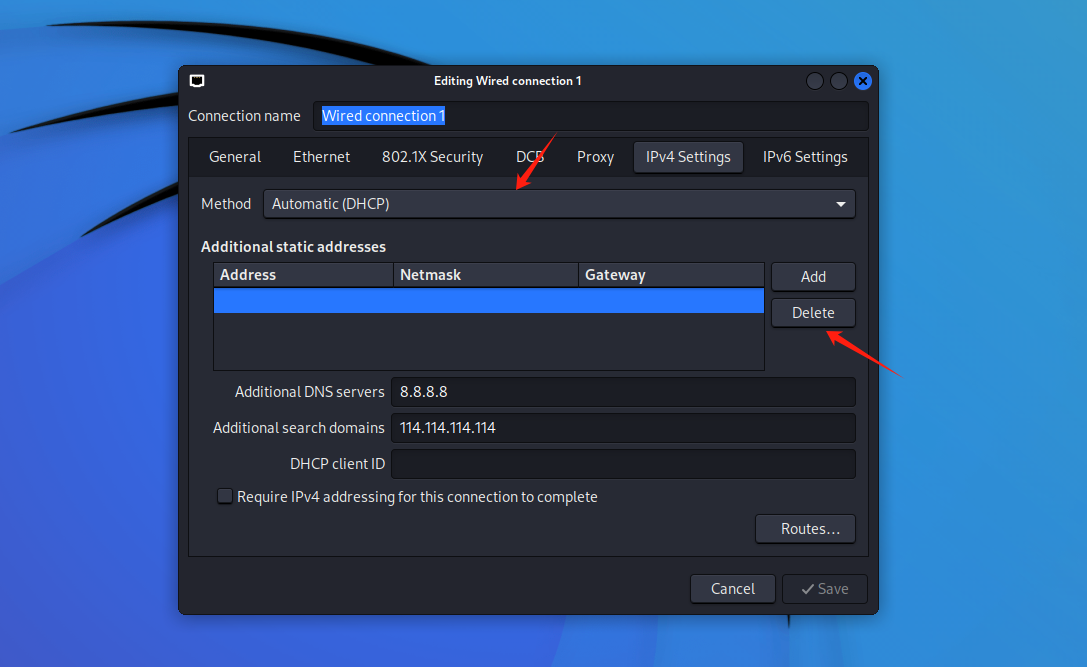 Editing Wired connection 1
Connection name Wired connection 1
General Ethernet 802.1X Security DCB Proxy IPv4 Settings IPv6 Settings
Method Automatic (DHCP)
Additional static addresses
Address Netmask Gateway Add
Delete
Additional DNS servers 8.8.8.8
Additional search domains 114.114.114.114
DHCP client ID
Require IPv4 addressing for this connection to complete
Routes…
Cancel Save